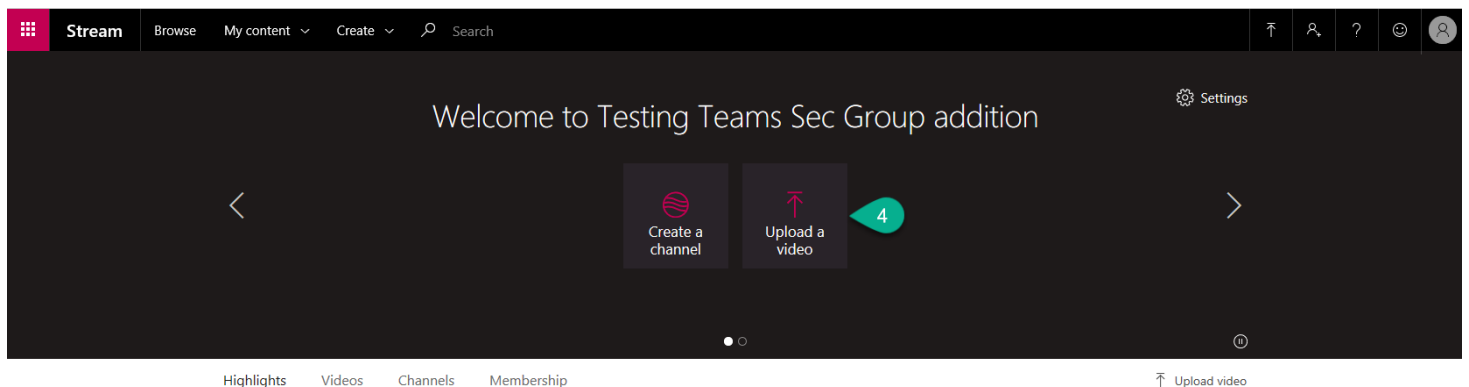 Stream Browse My content Create Search
Settings
Welcome to Testing Teams Sec Group addition
Create a channel
Upload a video
4
Highlights Videos Channels Membership Upload video